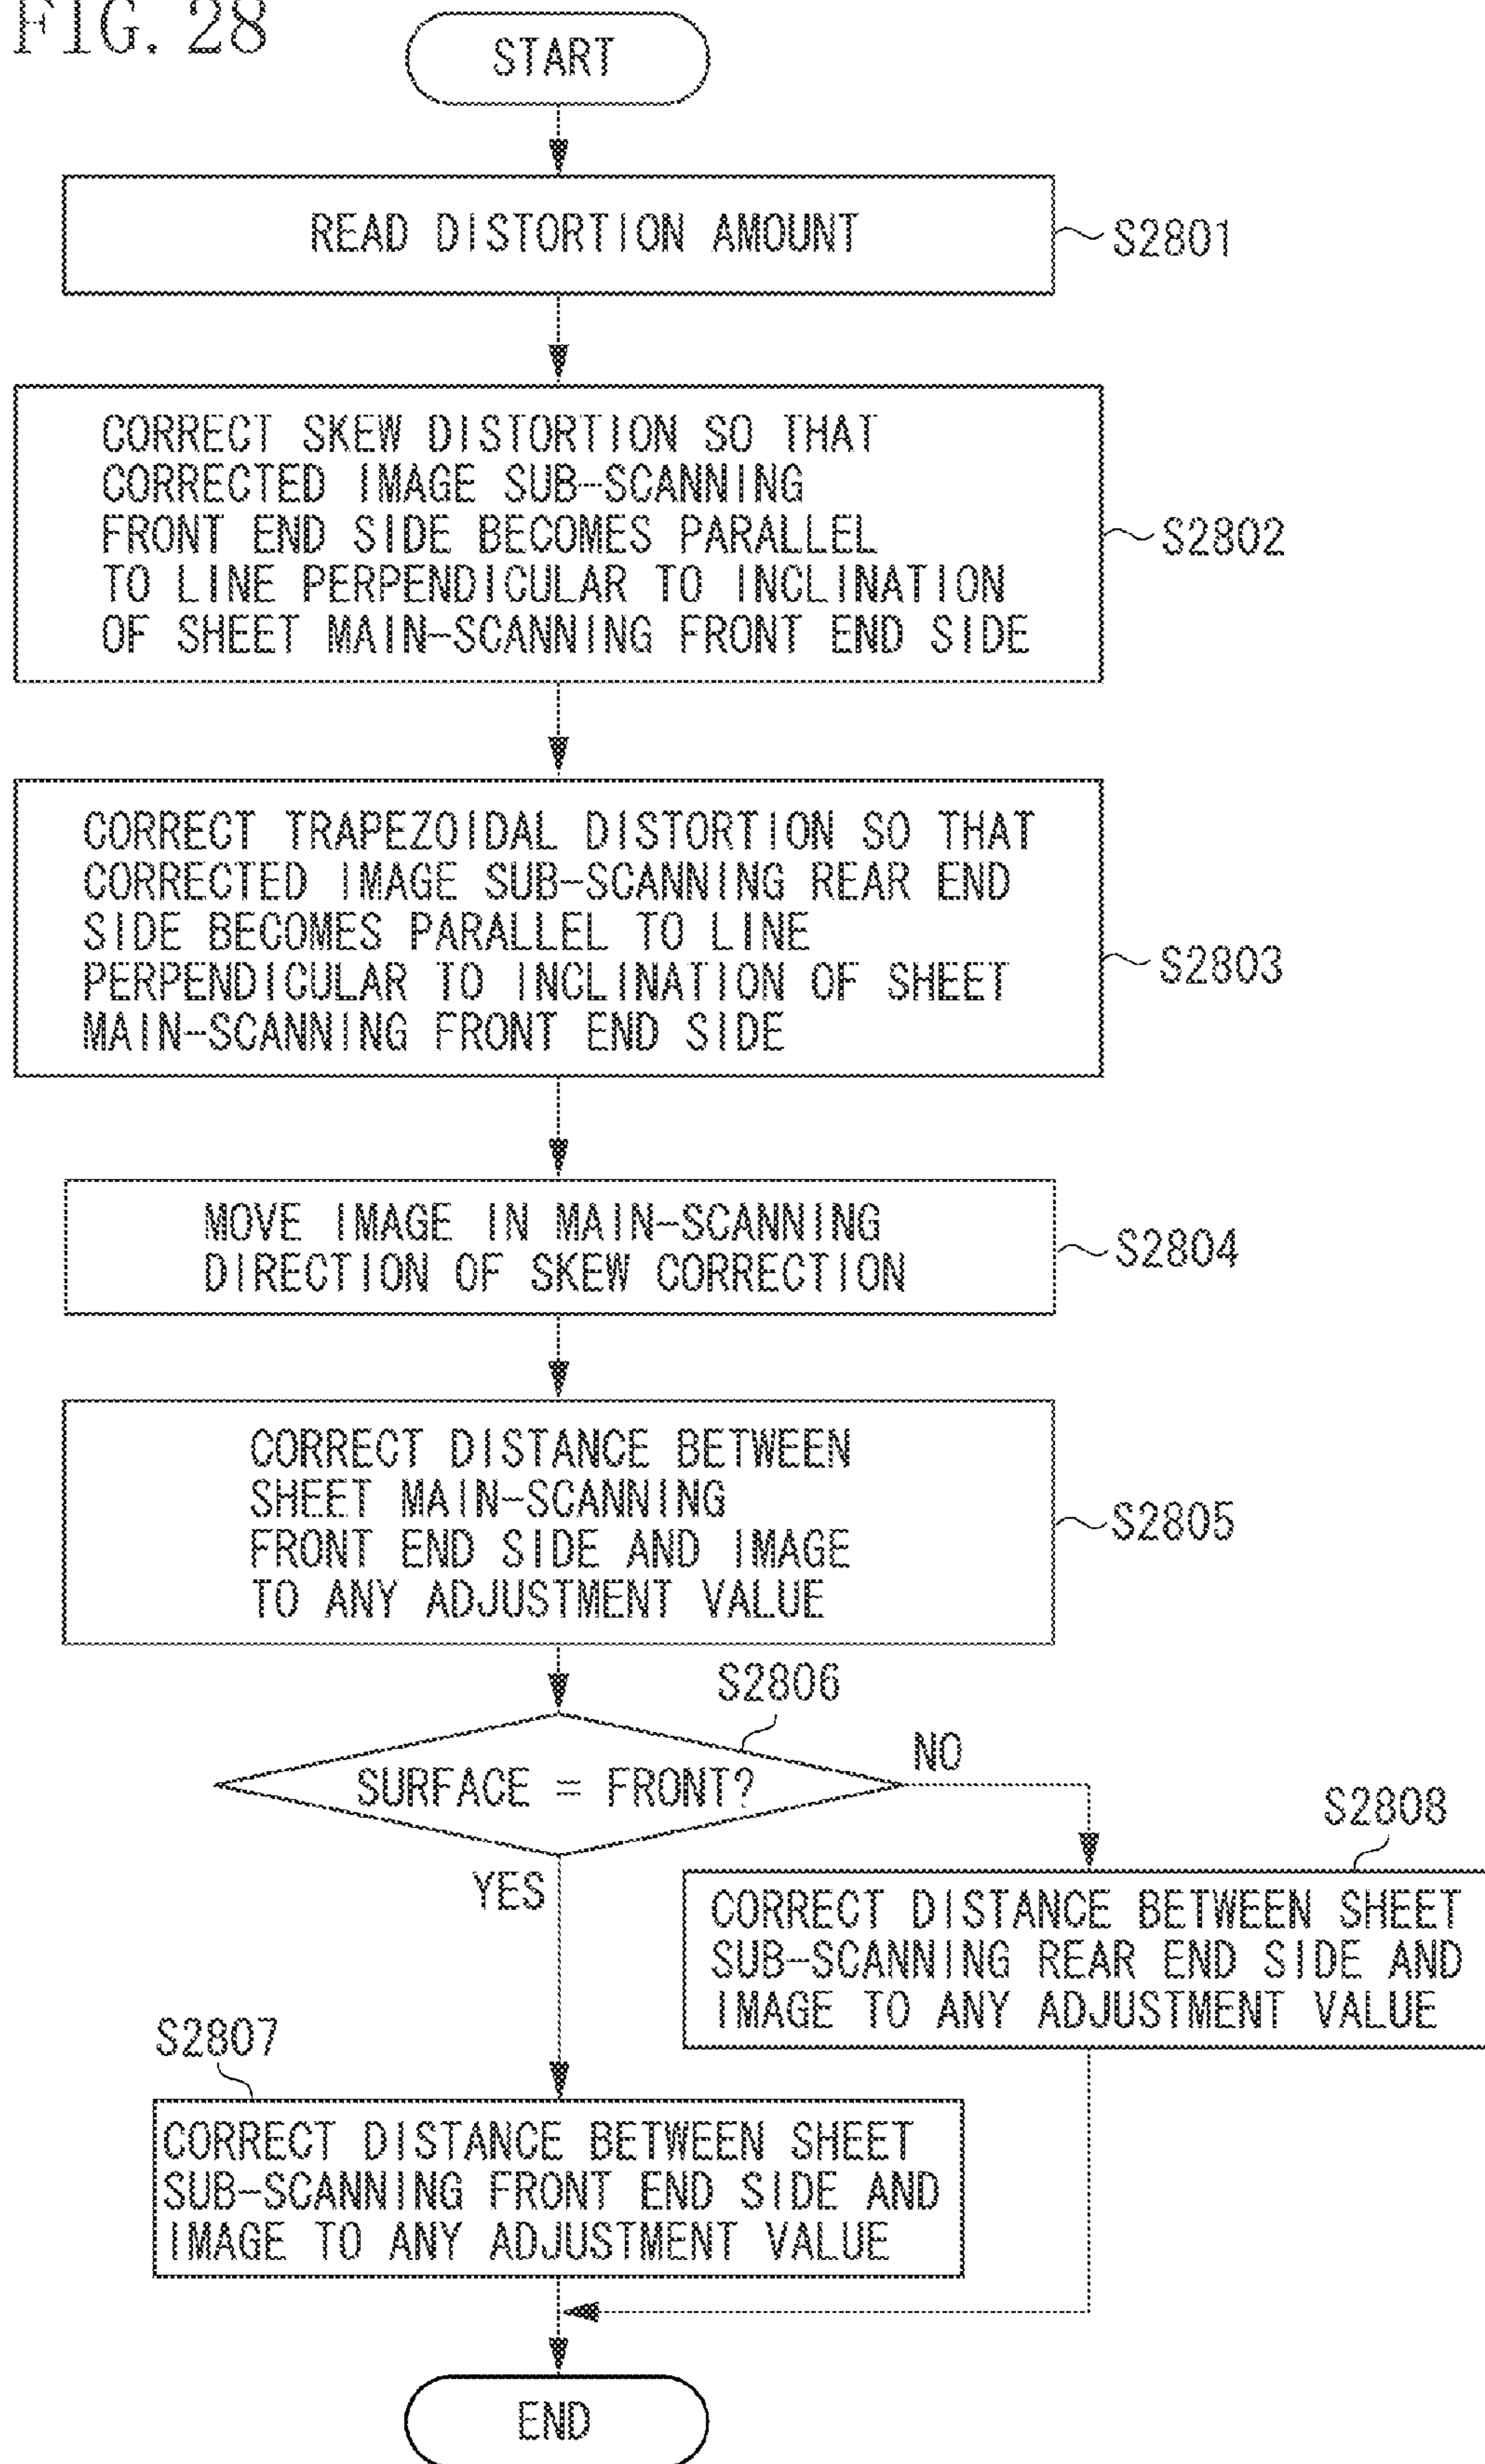 FIG. 28
START
READ DISTORTION AMOUNT
S2801
CORRECT SKEW DISTORTION SO THAT
CORRECTED IMAGE SUB-SCANNING
FRONT END SIDE BECOMES PARALLEL
TO LINE PERPENDICULAR TO INCLINATION
OF SHEET MAIN-SCANNING FRONT END SIDE
S2802
CORRECT TRAPEZOIDAL DISTORTION SO THAT
CORRECTED IMAGE SUB-SCANNING REAR END
SIDE BECOMES PARALLEL TO LINE
PERPENDICULAR TO INCLINATION OF SHEET
MAIN-SCANNING FRONT END SIDE
S2803
MOVE IMAGE IN MAIN-SCANNING
DIRECTION OF SKEW CORRECTION
S2804
CORRECT DISTANCE BETWEEN
SHEET MAIN-SCANNING
FRONT END SIDE AND IMAGE
TO ANY ADJUSTMENT VALUE
S2805
S2806
SURFACE = FRONT?
NO
YES
S2808
CORRECT DISTANCE BETWEEN SHEET
SUB-SCANNING REAR END SIDE AND
IMAGE TO ANY ADJUSTMENT VALUE
S2807
CORRECT DISTANCE BETWEEN SHEET
SUB-SCANNING FRONT END SIDE AND
IMAGE TO ANY ADJUSTMENT VALUE
END